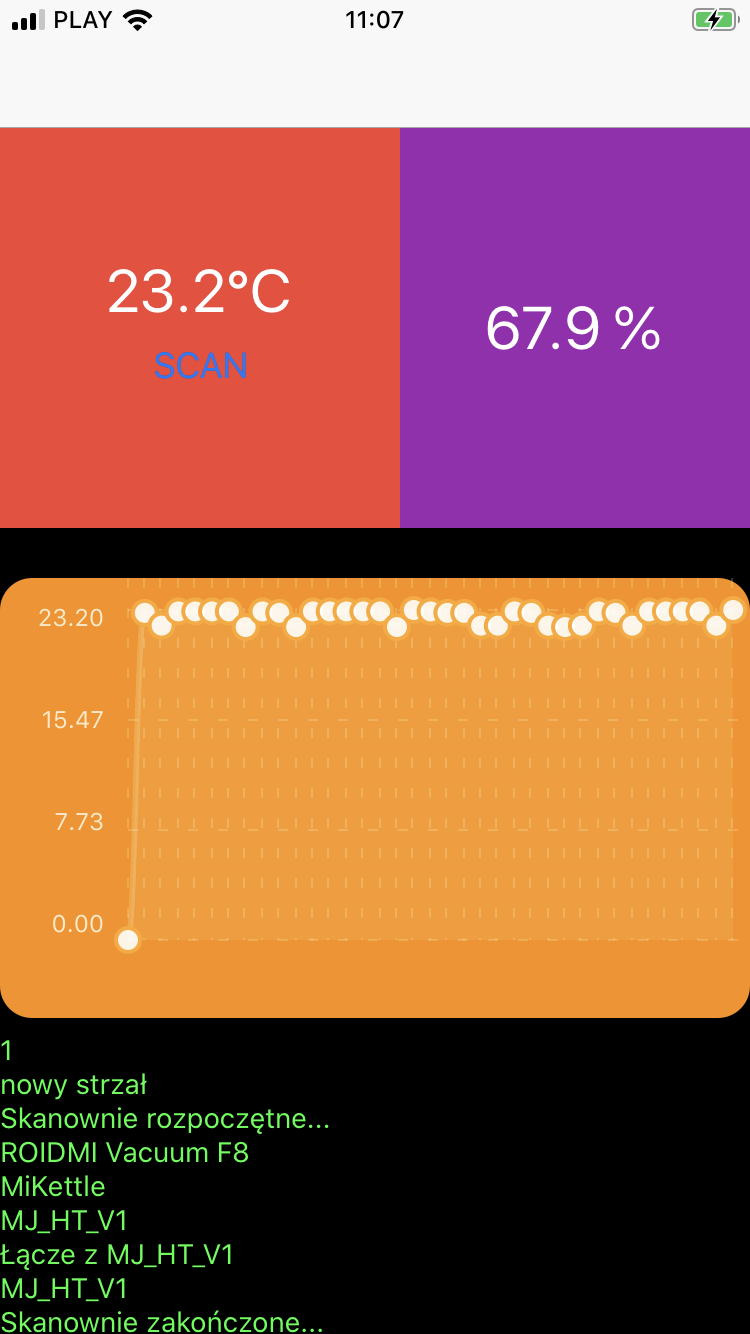 PLAY 11:07
23.2°C
SCAN
67.9 %
23.20
15.47
7.73
0.00
1
nowy strzał
Skanownie rozpoczętne...
ROIDMI Vacuum F8
MiKettle
MJ_HT_V1
Łącze z MJ_HT_V1
MJ_HT_V1
Skanownie zakończone...